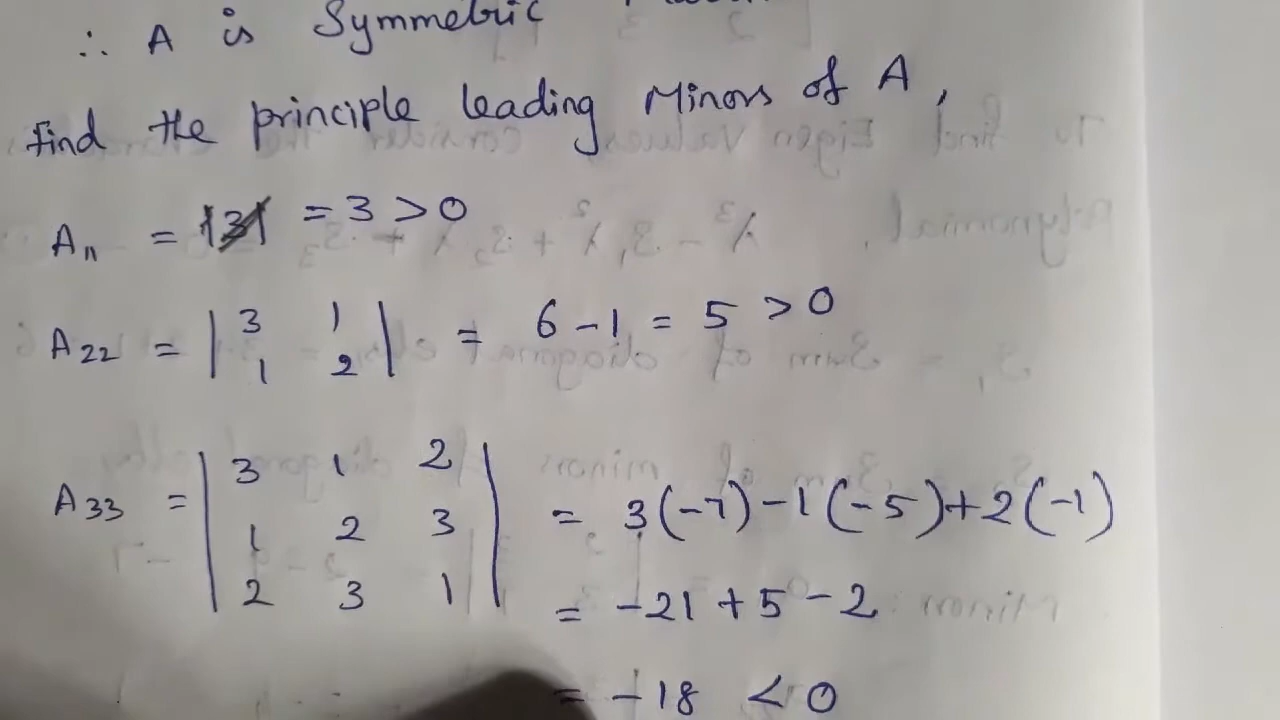 ∴ A is Symmetric
find the principle leading Minors of A,
A11 = |3| = 3 > 0
A22 = | 3 1 | = 6 - 1 = 5 > 0
1 2
A33 = | 3 1 2 | = 3(-7) - 1(-5) + 2(-1)
1 2 3
2 3 1 = -21 + 5 - 2
= -18 < 0